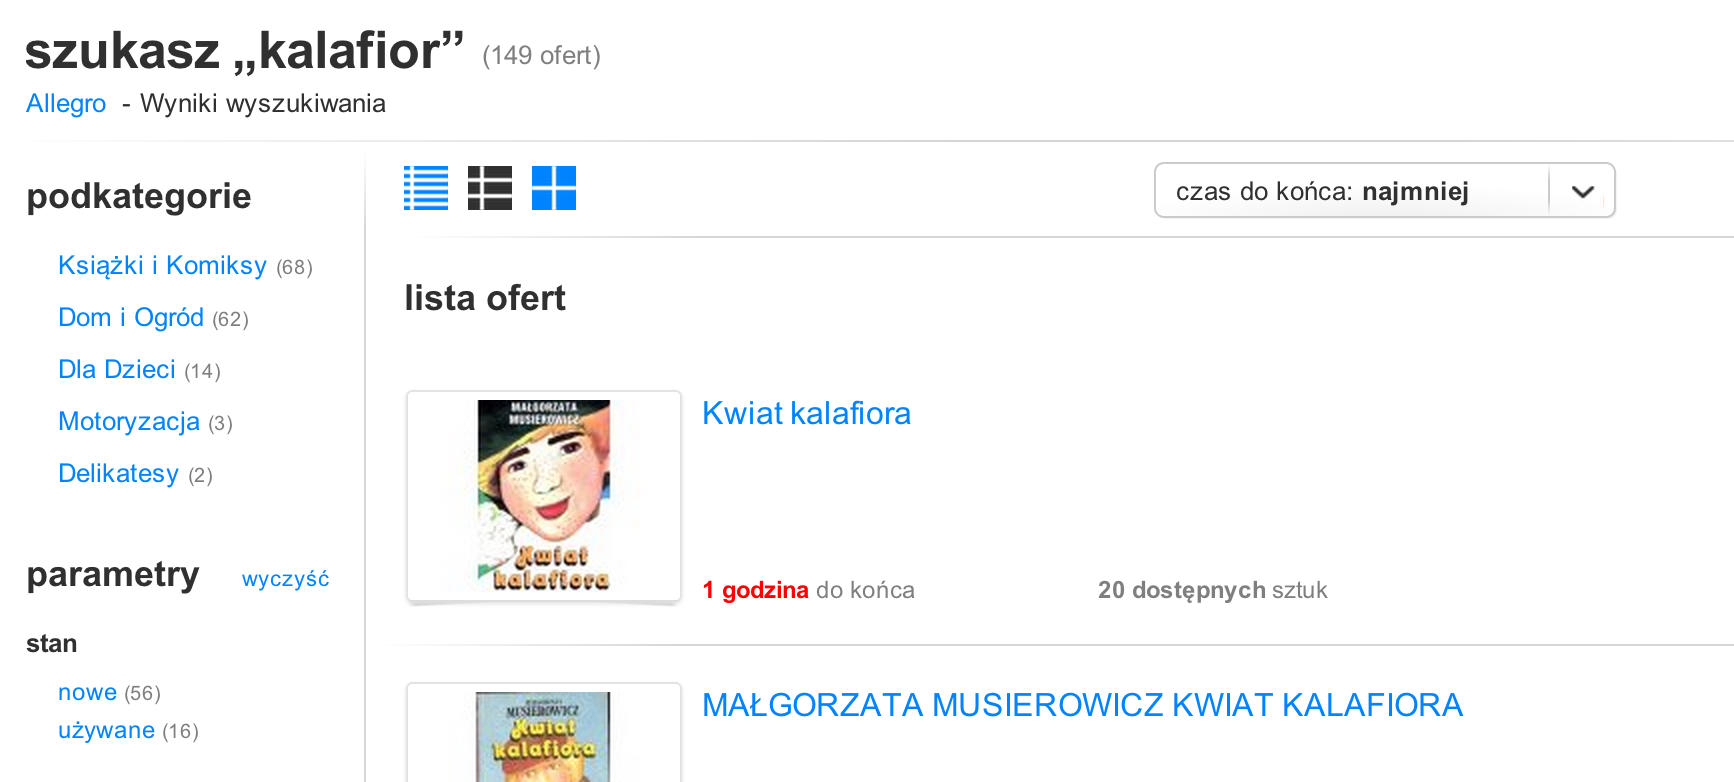 szukasz „kalafior” (149 ofert)
Allegro - Wyniki wyszukiwania
podkategorie
Książki i Komiksy (68)
Dom i Ogród (62)
Dla Dzieci (14)
Motoryzacja (3)
Delikatesy (2)
parametry wyczyść
stan
nowe (56)
używane (16)
czas do końca: najmniej
lista ofert
MAŁGORZATA
MUSIEROWICZ
Kwiat
kalafiora
Kwiat kalafiora
1 godzina do końca 20 dostępnych sztuk
MUSIEROWICZ
Kwiat
kalafiora
MAŁGORZATA MUSIEROWICZ KWIAT KALAFIORA